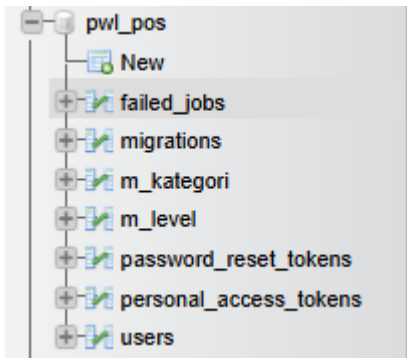 pwl_pos
New
failed_jobs
migrations
m_kategori
m_level
password_reset_tokens
personal_access_tokens
users